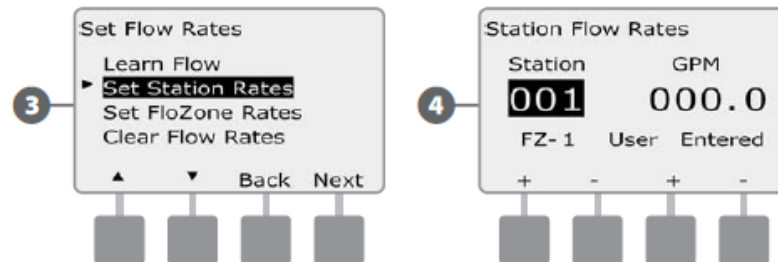 Set Flow Rates
Learn Flow
Set Station Rates
Set FloZone Rates
Clear Flow Rates
▲ ▼ Back Next
3
Station Flow Rates
Station GPM
001 000.0
FZ-1 User Entered
+ - + -
4